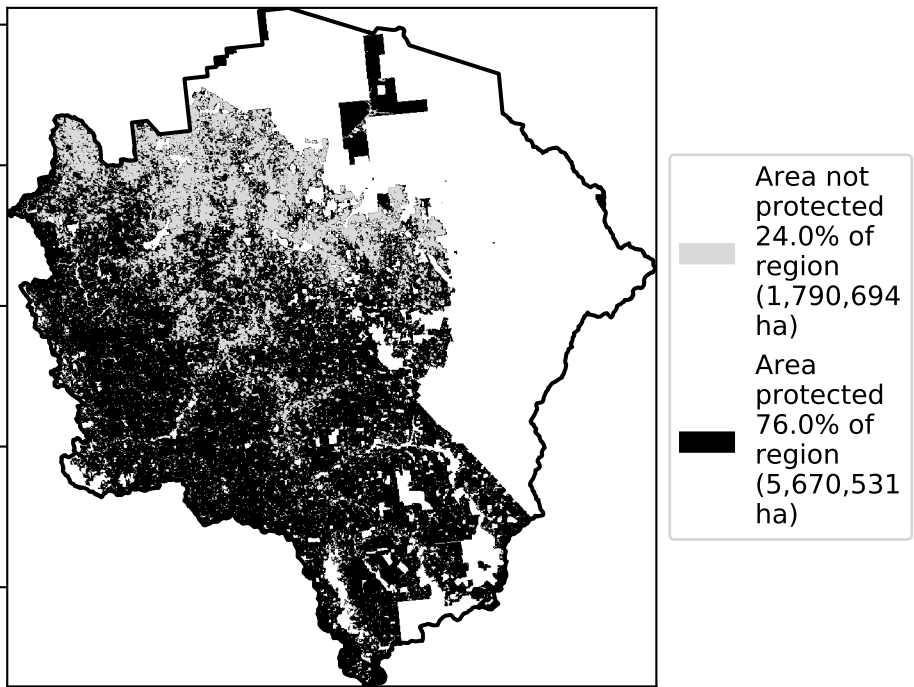 Area not
protected
24.0% of
region
(1,790,694
ha)
Area
protected
76.0% of
region
(5,670,531
ha)